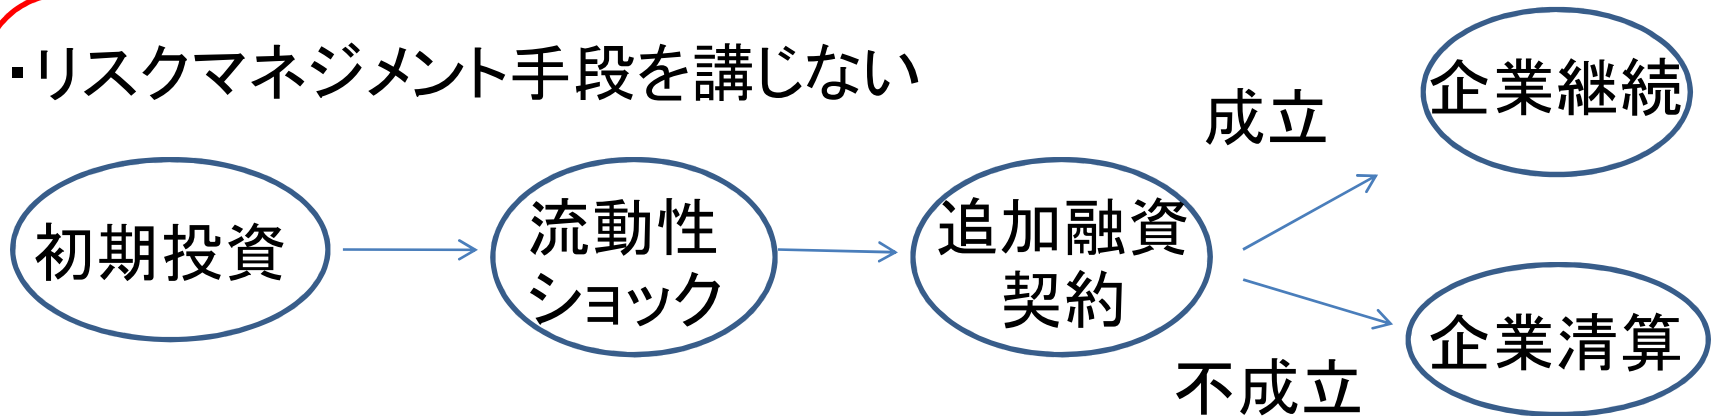 ・リスクマネジメント手段を講じない
成立
企業継続
初期投資
流動性
ショック
追加融資
契約
企業清算
不成立